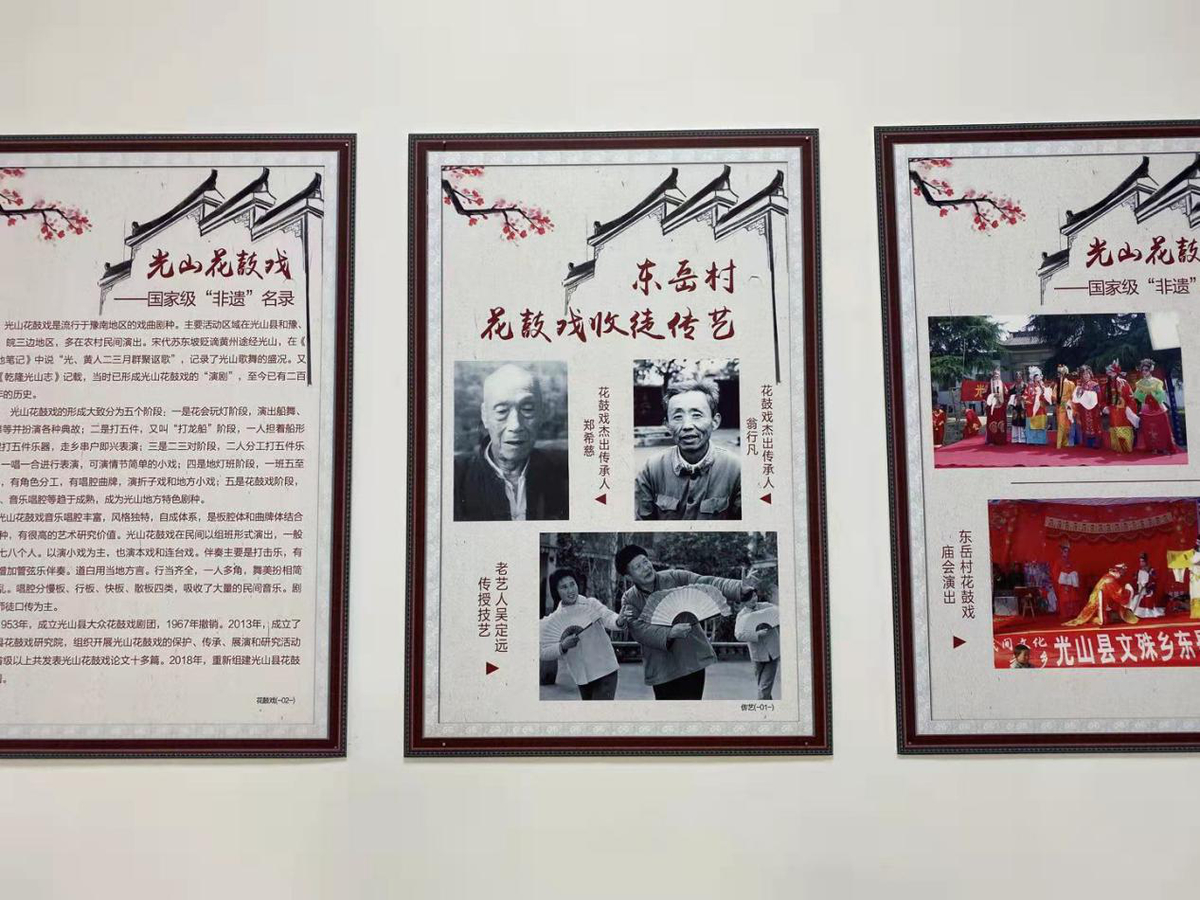 光山花鼓戏
——国家级“非遗”名录
光山花鼓戏是流行于豫南地区的戏曲剧种。主要活动区域在光山县和豫、
皖三边地区，多在农村民间演出。宋代苏东坡贬谪黄州途经光山，在《
笔记》中说“光、黄人二三月群聚讴歌”，记录了光山歌舞的盛况。又
《乾隆光山志》记载，当时已形成光山花鼓戏的“演剧”，至今已有二百
的历史。
光山花鼓戏的形成大致分为五个阶段；一是花会玩灯阶段，演出船舞、
等并扮演各种典故；二是打五件，又叫“打龙船”阶段，一人担着船形
打五件乐器，走乡串户即兴表演；三是二三对阶段，二人分工打五件乐
一唱一合进行表演，可演情节简单的小戏；四是地灯班阶段，一班五至
，有角色分工，有唱腔曲牌，演折子戏和地方小戏；五是花鼓戏阶段，
、音乐唱腔等趋于成熟，成为光山地方特色剧种。
光山花鼓戏音乐唱腔丰富，风格独特，自成体系，是板腔体和曲牌体结合
种，有很高的艺术研究价值。光山花鼓戏在民间以组班形式演出，一般
七八个人。以演小戏为主，也演本戏和连台戏。伴奏主要是打击乐，有
增加管弦乐伴奏。道白用当地方言。行当齐全，一人多角，舞美扮相简
乱。唱腔分慢板、行板、快板、散板四类，吸收了大量的民间音乐。剧
师徒口传为主。
1953年，成立光山县大众花鼓戏剧团，1967年撤销。2013年，成立了
县花鼓戏研究院，组织开展光山花鼓戏的保护、传承、展演和研究活动
省级以上共发表光山花鼓戏论文十多篇。2018年，重新组建光山县花鼓
花鼓戏(-02-)
东岳村
花鼓戏收徒传艺
花鼓戏杰出传承人
郑希慈
花鼓戏杰出传承人
翁行凡
老艺人吴定远
传授技艺
传艺(-01-)
光山花鼓
——国家级“非遗”
东岳村花鼓戏
庙会演出
民间文化
乡
光山县文殊乡东